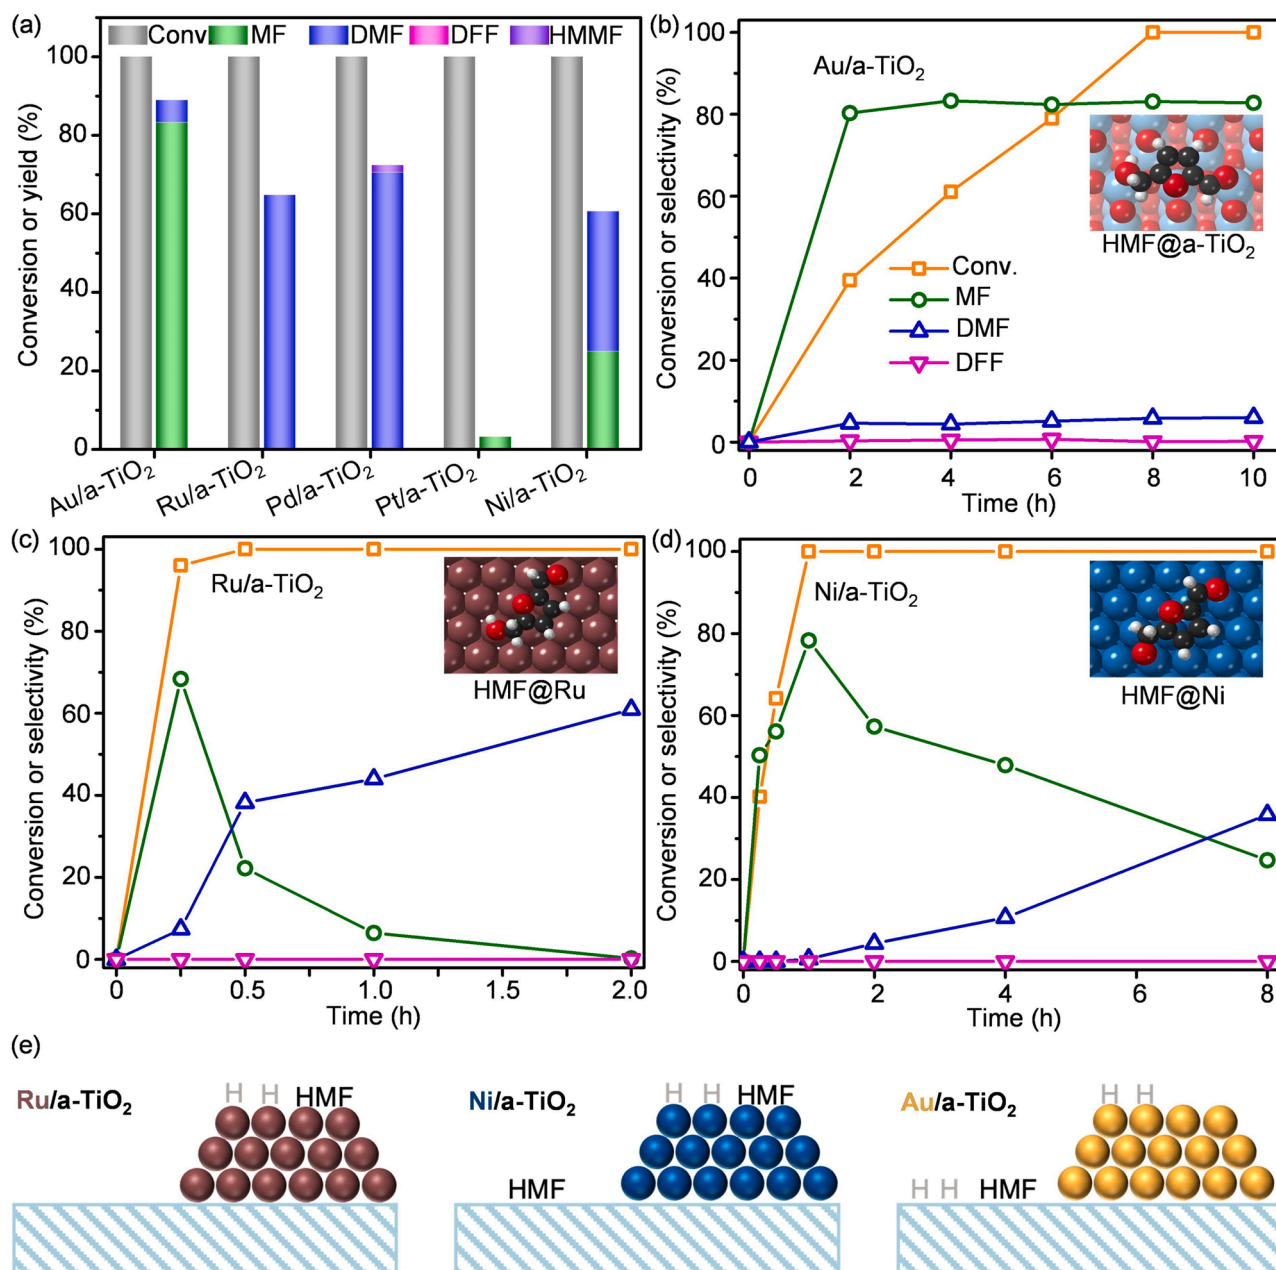 (a)
Conv MF DMF DFF HMMF
Conversion or yield (%)
100
80
60
40
20
0
Au/a-TiO₂ Ru/a-TiO₂ Pd/a-TiO₂ Pt/a-TiO₂ Ni/a-TiO₂
(b)
Au/a-TiO₂
Conversion or selectivity (%)
100
80
60
40
20
0
HMF@a-TiO₂
Conv.
MF
DMF
DFF
0 2 4 6 8 10
Time (h)
(c)
Ru/a-TiO₂
Conversion or selectivity (%)
100
80
60
40
20
0
HMF@Ru
0 0.5 1.0 1.5 2.0
Time (h)
(d)
Ni/a-TiO₂
Conversion or selectivity (%)
100
80
60
40
20
0
HMF@Ni
0 2 4 6 8
Time (h)
(e)
Ru/a-TiO₂
H H HMF
Ni/a-TiO₂
H H HMF
HMF
Au/a-TiO₂
H H
H H HMF